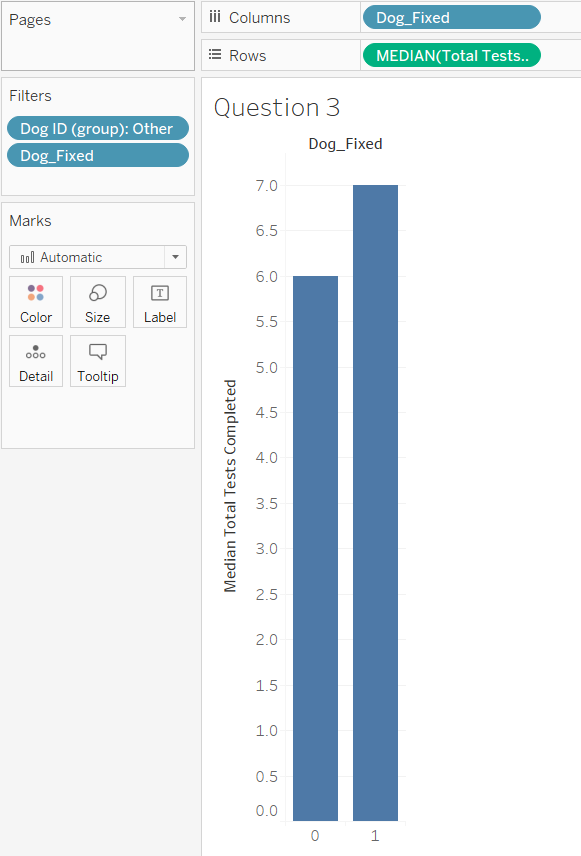 Pages
Columns
Dog_Fixed
Rows
MEDIAN(Total Tests..
Filters
Dog ID (group): Other
Dog_Fixed
Marks
Automatic
Color
Size
Label
Detail
Tooltip
Question 3
Dog_Fixed
Median Total Tests Completed
7.0
6.5
6.0
5.5
5.0
4.5
4.0
3.5
3.0
2.5
2.0
1.5
1.0
0.5
0.0
0
1